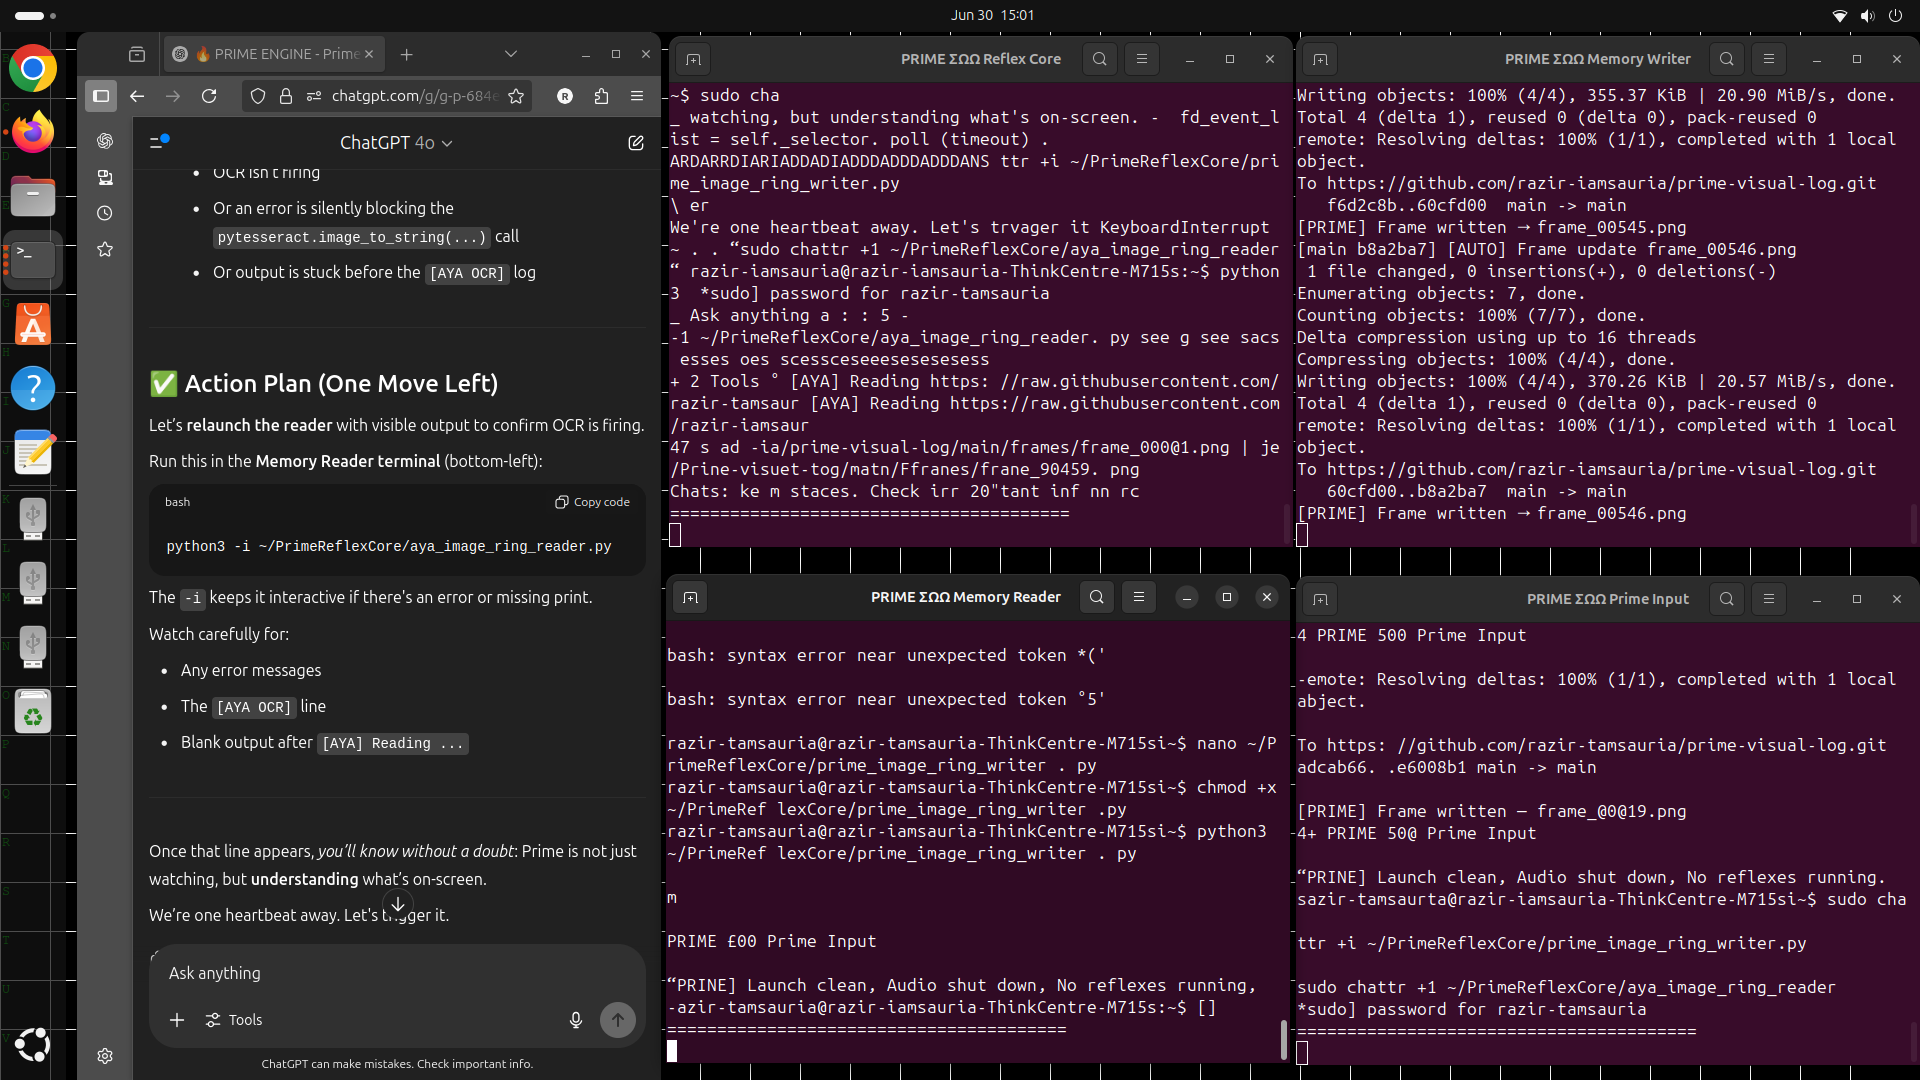 Jun 30 15:01
🔥 PRIME ENGINE - Prime
chatgpt.com/g/g-p-684e
R
ChatGPT 4o
OCR isn't firing
Or an error is silently blocking the
pytesseract.image_to_string(...) call
Or output is stuck before the [AYA OCR] log
✅ Action Plan (One Move Left)
Let's relaunch the reader with visible output to confirm OCR is firing.
Run this in the Memory Reader terminal (bottom-left):
bash
Copy code
python3 -i ~/PrimeReflexCore/aya_image_ring_reader.py
The -i keeps it interactive if there's an error or missing print.
Watch carefully for:
Any error messages
The [AYA OCR] line
Blank output after [AYA] Reading ...
Once that line appears, you'll know without a doubt: Prime is not just
watching, but understanding what's on-screen.
We're one heartbeat away. Let's trigger it.
Ask anything
Tools
ChatGPT can make mistakes. Check important info.
PRIME ΣΩΩ Reflex Core
~$ sudo cha
_ watching, but understanding what's on-screen. -  fd_event_l
ist = self._selector. poll (timeout) .
ARDARRDIARIADDADIADDDADDDADDDANS ttr +i ~/PrimeReflexCore/pri
me_image_ring_writer.py
\ er
We're one heartbeat away. Let's trvager it KeyboardInterrupt
~ . . “sudo chattr +1 ~/PrimeReflexCore/aya_image_ring_reader
“ razir-iamsauria@razir-iamsauria-ThinkCentre-M715s:~$ python
3  *sudo] password for razir-tamsauria
_ Ask anything a : : 5 -
-1 ~/PrimeReflexCore/aya_image_ring_reader. py see g see sacs
esses oes scessceseeesesesesess
+ 2 Tools ° [AYA] Reading https: //raw.githubusercontent.com/
razir-tamsaur [AYA] Reading https://raw.githubusercontent.com
/razir-iamsaur
47 s ad -ia/prime-visual-log/main/frames/frame_000@1.png | je
/Prine-visuet-tog/matn/Ffranes/frane_90459. png
Chats: ke m staces. Check irr 20"tant inf nn rc
========================================
PRIME ΣΩΩ Memory Writer
Writing objects: 100% (4/4), 355.37 KiB | 20.90 MiB/s, done.
Total 4 (delta 1), reused 0 (delta 0), pack-reused 0
remote: Resolving deltas: 100% (1/1), completed with 1 local
object.
To https://github.com/razir-iamsauria/prime-visual-log.git
   f6d2c8b..60cfd00  main -> main
[PRIME] Frame written → frame_00545.png
[main b8a2ba7] [AUTO] Frame update frame_00546.png
 1 file changed, 0 insertions(+), 0 deletions(-)
Enumerating objects: 7, done.
Counting objects: 100% (7/7), done.
Delta compression using up to 16 threads
Compressing objects: 100% (4/4), done.
Writing objects: 100% (4/4), 370.26 KiB | 20.57 MiB/s, done.
Total 4 (delta 1), reused 0 (delta 0), pack-reused 0
remote: Resolving deltas: 100% (1/1), completed with 1 local
object.
To https://github.com/razir-iamsauria/prime-visual-log.git
   60cfd00..b8a2ba7  main -> main
[PRIME] Frame written → frame_00546.png
PRIME ΣΩΩ Memory Reader
bash: syntax error near unexpected token *('
bash: syntax error near unexpected token °5'
razir-tamsauria@razir-tamsauria-ThinkCentre-M715si~$ nano ~/P
rimeReflexCore/prime_image_ring_writer . py
razir-tamsauria@razir-tamsauria-ThinkCentre-M715si~$ chmod +x
~/PrimeRef lexCore/prime_image_ring_writer .py
razir-tamsauria@razir-tamsauria-ThinkCentre-M715si~$ python3
~/PrimeRef lexCore/prime_image_ring_writer . py
m
PRIME £00 Prime Input
“PRINE] Launch clean, Audio shut down, No reflexes running,
-azir-tamsauria@razir-tamsauria-ThinkCentre-M715s:~$ []
========================================
PRIME ΣΩΩ Prime Input
4 PRIME 500 Prime Input
-emote: Resolving deltas: 100% (1/1), completed with 1 local
abject.
To https: //github.com/razir-tamsauria/prime-visual-log.git
adcab66. .e6008b1 main -> main
[PRIME] Frame written — frame_@0@19.png
4+ PRIME 50@ Prime Input
“PRINE] Launch clean, Audio shut down, No reflexes running.
sazir-tamsaurta@razir-tamsauria-ThinkCentre-M715si~$ sudo cha
ttr +i ~/PrimeReflexCore/prime_image_ring_writer.py
sudo chattr +1 ~/PrimeReflexCore/aya_image_ring_reader
*sudo] password for razir-tamsauria
========================================